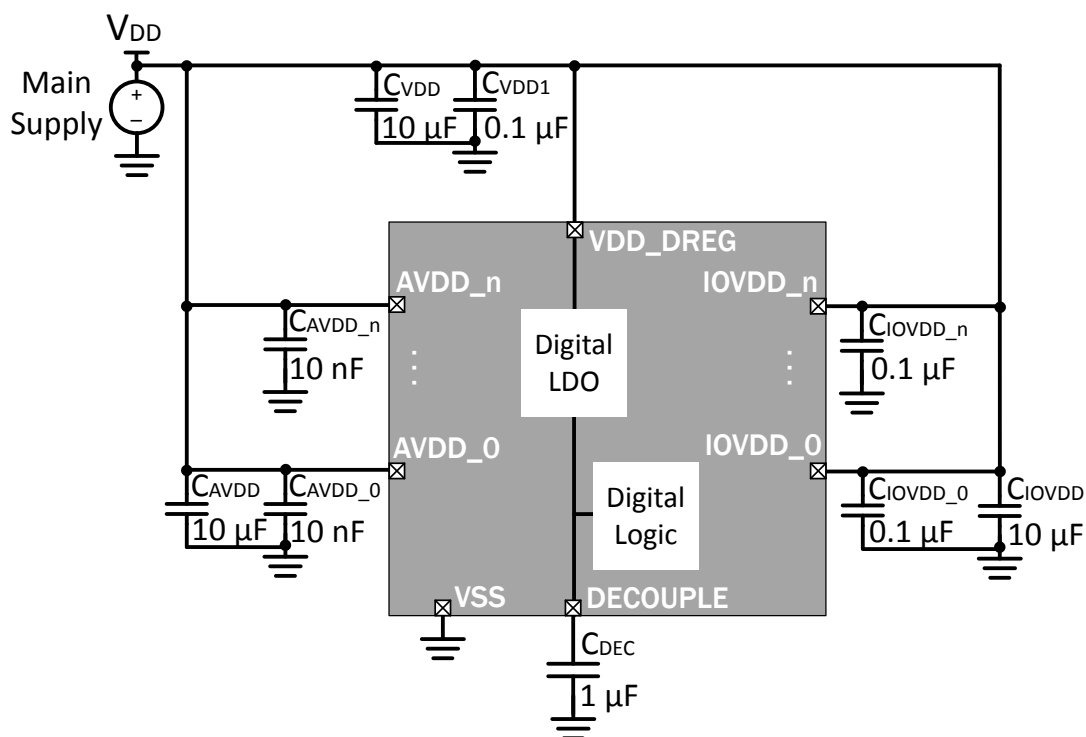 VDD
Main
Supply
+
–
CVDD
10 µF
CVDD1
0.1 µF
VDD_DREG
AVDD_n
IOVDD_n
CAVDD_n
10 nF
Digital
LDO
CIOVDD_n
0.1 µF
AVDD_0
IOVDD_0
CAVDD
10 µF
CAVDD_0
10 nF
Digital
Logic
CIOVDD_0
0.1 µF
CIOVDD
10 µF
VSS
DECOUPLE
CDEC
1 µF